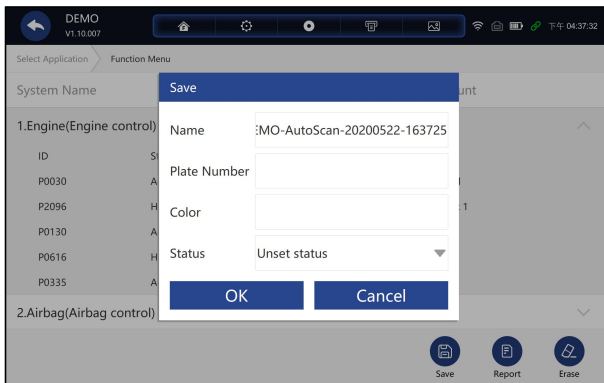 DEMO
V1.10.007
下午 04:37:32
Select Application
Function Menu
System Name
Save
Name
EMO-AutoScan-20200522-163725
1.Engine(Engine control)
ID
Plate Number
P0030
P2096
: 1
Color
P0130
P0616
Status
Unset status
P0335
OK
Cancel
2.Airbag(Airbag control)
Save
Report
Erase